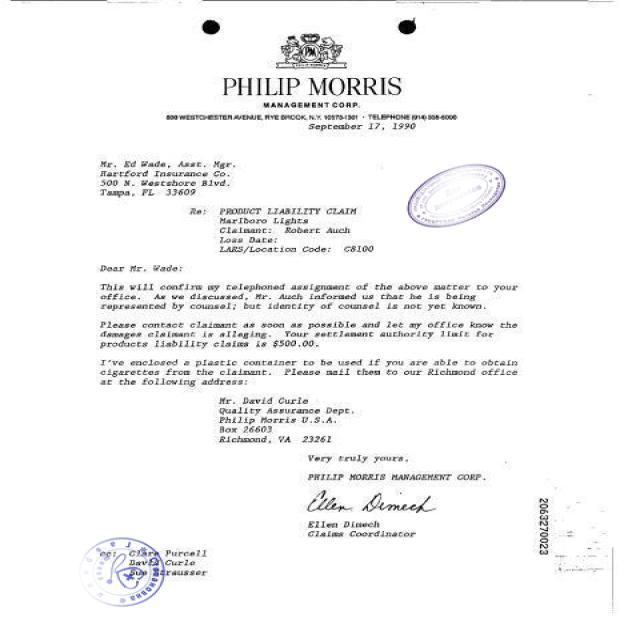 PM
PHILIP MORRIS
MANAGEMENT CORP.
800 WESTCHESTER AVENUE, RYE BROOK, N.Y. 10573-1301 • TELEPHONE (914) 335-5000
September 17, 1990
Mr. Ed Wade, Asst. Mgr.
Hartford Insurance Co.
500 N. Westshore Blvd.
Tampa, FL 33609
Re: PRODUCT LIABILITY CLAIM
Marlboro Lights
Claimant: Robert Auch
Loss Date:
LARS/Location Code: C8100
Dear Mr. Wade:
This will confirm my telephoned assignment of the above matter to your
office. As we discussed, Mr. Auch informed us that he is being
represented by counsel; but identity of counsel is not yet known.
Please contact claimant as soon as possible and let my office know the
damages claimant is alleging. Your settlement authority limit for
products liability claims is $500.00.
I've enclosed a plastic container to be used if you are able to obtain
cigarettes from the claimant. Please mail them to our Richmond office
at the following address:
Mr. David Curle
Quality Assurance Dept.
Philip Morris U.S.A.
Box 26603
Richmond, VA 23261
Very truly yours,
PHILIP MORRIS MANAGEMENT CORP.
Ellen Dimech
Ellen Dimech
Claims Coordinator
cc: Clare Purcell
David Curle
Sue Strausser
2063270023